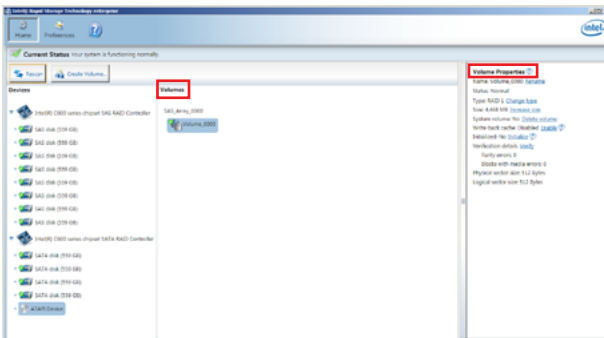 Intel(R) Rapid Storage Technology enterprise
Home
Preferences
intel
Current Status Your system is functioning normally.
Rescan
Create Volume...
Devices
Volumes
Intel(R) C600 series chipset SAS RAID Controller
SAS disk (559 GB)
SAS disk (559 GB)
SAS disk (559 GB)
SAS disk (559 GB)
SAS disk (559 GB)
SAS disk (559 GB)
SAS disk (559 GB)
SAS disk (559 GB)
Intel(R) C600 series chipset SATA RAID Controller
SATA disk (559 GB)
SATA disk (559 GB)
SATA disk (559 GB)
SATA disk (559 GB)
ATAPI Device
SAS_Array_0000
Volume_0000
Volume Properties
Name: Volume_0000 Rename
Status: Normal
Type: RAID Change type
Size: MB Increase size
System volume: No Delete volume
Write-back cache: Disabled Enable
Initialized: No Initialize
Verification details Verify
Parity errors: 0
Blocks with media errors: 0
Physical sector size: 512 Bytes
Logical sector size: 512 Bytes